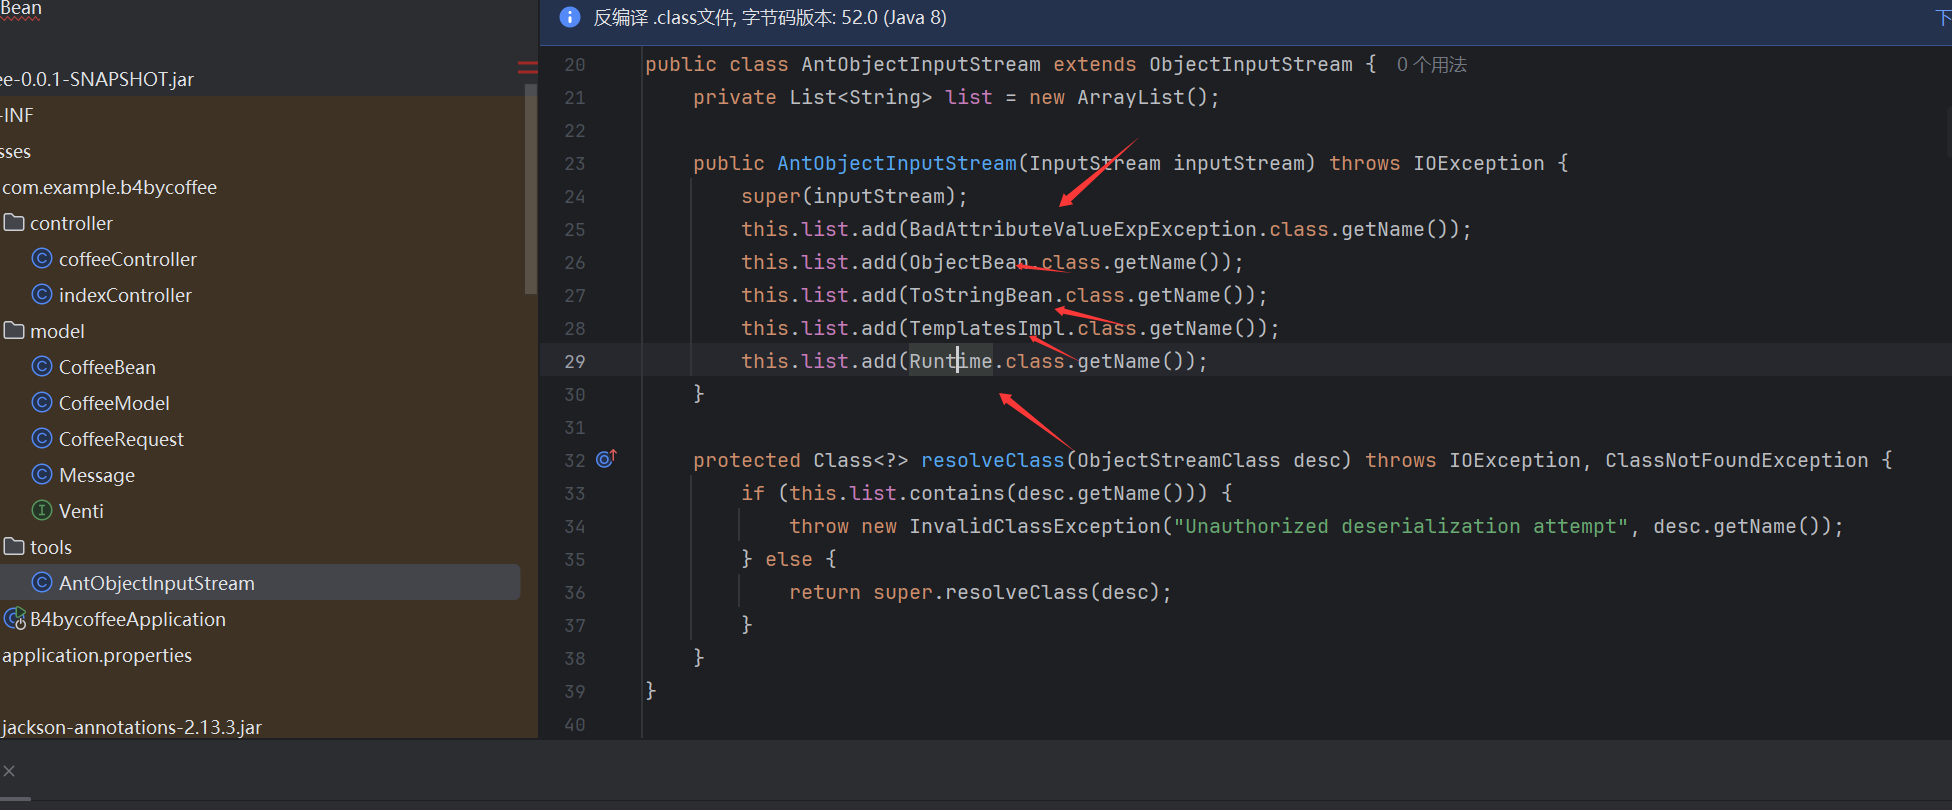 Bean
ee-0.0.1-SNAPSHOT.jar
-INF
sses
com.example.b4bycoffee
controller
coffeeController
indexController
model
CoffeeBean
CoffeeModel
CoffeeRequest
Message
Venti
tools
AntObjectInputStream
B4bycoffeeApplication
application.properties
jackson-annotations-2.13.3.jar
反编译 .class文件, 字节码版本: 52.0 (Java 8)
下
20 public class AntObjectInputStream extends ObjectInputStream { 0 个用法
21 private List<String> list = new ArrayList();
22
23 public AntObjectInputStream(InputStream inputStream) throws IOException {
24 super(inputStream);
25 this.list.add(BadAttributeValueExpException.class.getName());
26 this.list.add(ObjectBean.class.getName());
27 this.list.add(ToStringBean.class.getName());
28 this.list.add(TemplatesImpl.class.getName());
29 this.list.add(Runtime.class.getName());
30 }
31
32 protected Class<?> resolveClass(ObjectStreamClass desc) throws IOException, ClassNotFoundException {
33 if (this.list.contains(desc.getName())) {
34 throw new InvalidClassException("Unauthorized deserialization attempt", desc.getName());
35 } else {
36 return super.resolveClass(desc);
37 }
38 }
39 }
40